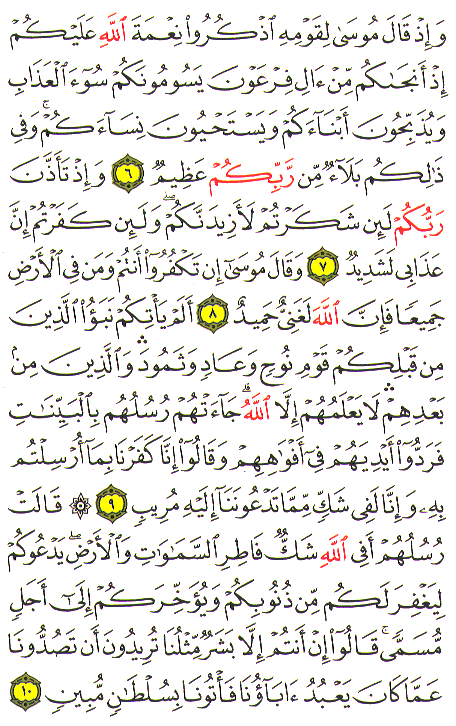 وَإِذْ قَالَ مُوسَىٰ لِقَوْمِهِ ٱذْكُرُوا۟ نِعْمَةَ ٱللَّهِ عَلَيْكُمْ
إِذْ أَنجَىٰكُم مِّنْ ءَالِ فِرْعَوْنَ يَسُومُونَكُمْ سُوٓءَ ٱلْعَذَابِ
وَيُذَبِّحُونَ أَبْنَآءَكُمْ وَيَسْتَحْيُونَ نِسَآءَكُمْ ۚ وَفِى
ذَٰلِكُم بَلَآءٌ مِّن رَّبِّكُمْ عَظِيمٌ ٦ وَإِذْ تَأَذَّنَ
رَبُّكُمْ لَئِن شَكَرْتُمْ لَأَزِيدَنَّكُمْ ۖ وَلَئِن كَفَرْتُمْ إِنَّ
عَذَابِى لَشَدِيدٌ ٧ وَقَالَ مُوسَىٰٓ إِن تَكْفُرُوٓا۟ أَنتُمْ وَمَن فِى ٱلْأَرْضِ
جَمِيعًا فَإِنَّ ٱللَّهَ لَغَنِىٌّ حَمِيدٌ ٨ أَلَمْ يَأْتِكُمْ نَبَؤُا۟ ٱلَّذِينَ
مِن قَبْلِكُمْ قَوْمِ نُوحٍ وَعَادٍ وَثَمُودَ ۛ وَٱلَّذِينَ مِنۢ
بَعْدِهِمْ ۛ لَا يَعْلَمُهُمْ إِلَّا ٱللَّهُ ۚ جَآءَتْهُمْ رُسُلُهُم بِٱلْبَيِّنَٰتِ
فَرَدُّوٓا۟ أَيْدِيَهُمْ فِىٓ أَفْوَٰهِهِمْ وَقَالُوٓا۟ إِنَّا كَفَرْنَا بِمَآ أُرْسِلْتُم
بِهِۦ وَإِنَّا لَفِى شَكٍّ مِّمَّا تَدْعُونَنَآ إِلَيْهِ مُرِيبٍ ٩ ۞ قَالَتْ
رُسُلُهُمْ أَفِى ٱللَّهِ شَكٌّ فَاطِرِ ٱلسَّمَٰوَٰتِ وَٱلْأَرْضِ ۖ يَدْعُوكُمْ
لِيَغْفِرَ لَكُم مِّن ذُنُوبِكُمْ وَيُؤَخِّرَكُمْ إِلَىٰٓ أَجَلٍ
مُّسَمًّى ۚ قَالُوٓا۟ إِنْ أَنتُمْ إِلَّا بَشَرٌ مِّثْلُنَا تُرِيدُونَ أَن تَصُدُّونَا
عَمَّا كَانَ يَعْبُدُ ءَابَآؤُنَا فَأْتُونَا بِسُلْطَٰنٍ مُّبِينٍ ١٠